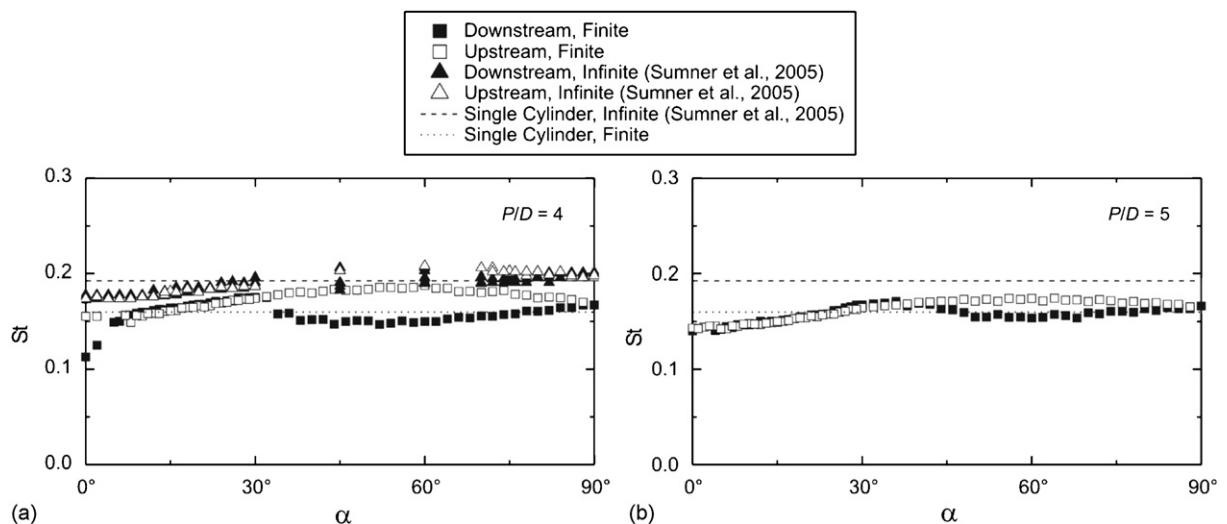 Downstream, Finite
Upstream, Finite
Downstream, Infinite (Sumner et al., 2005)
Upstream, Infinite (Sumner et al., 2005)
Single Cylinder, Infinite (Sumner et al., 2005)
Single Cylinder, Finite
0.3
P/D = 4
0.2
St
0.1
0.0
0°
30°
60°
90°
(a)
α
0.3
P/D = 5
0.2
St
0.1
0.0
0°
30°
60°
90°
(b)
α